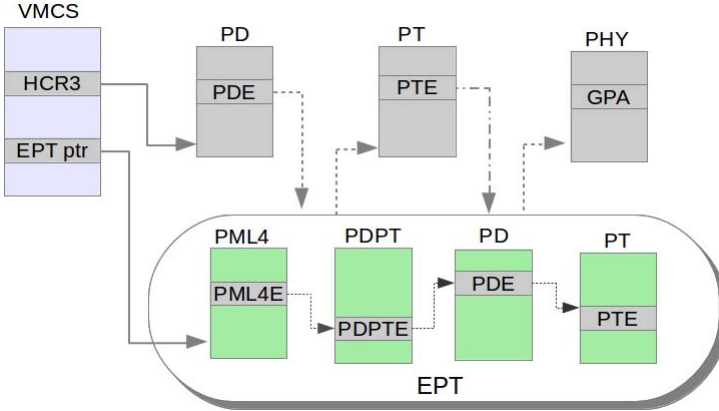 VMCS
HCR3
EPT ptr
PD
PDE
PT
PTE
PHY
GPA
PML4
PML4E
PDPT
PDPTE
PD
PDE
PT
PTE
EPT